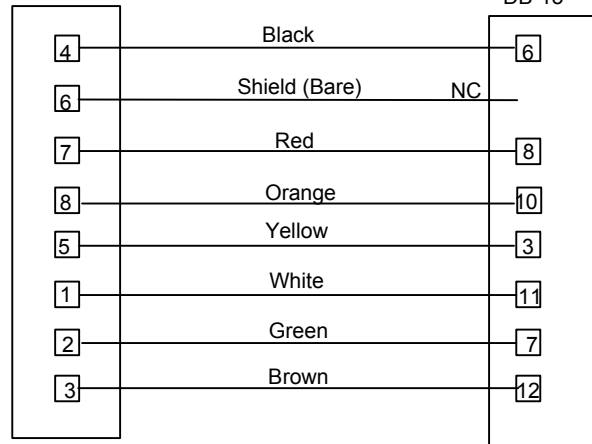 4 Black 6
6 Shield (Bare) NC
7 Red 8
8 Orange 10
5 Yellow 3
1 White 11
2 Green 7
3 Brown 12